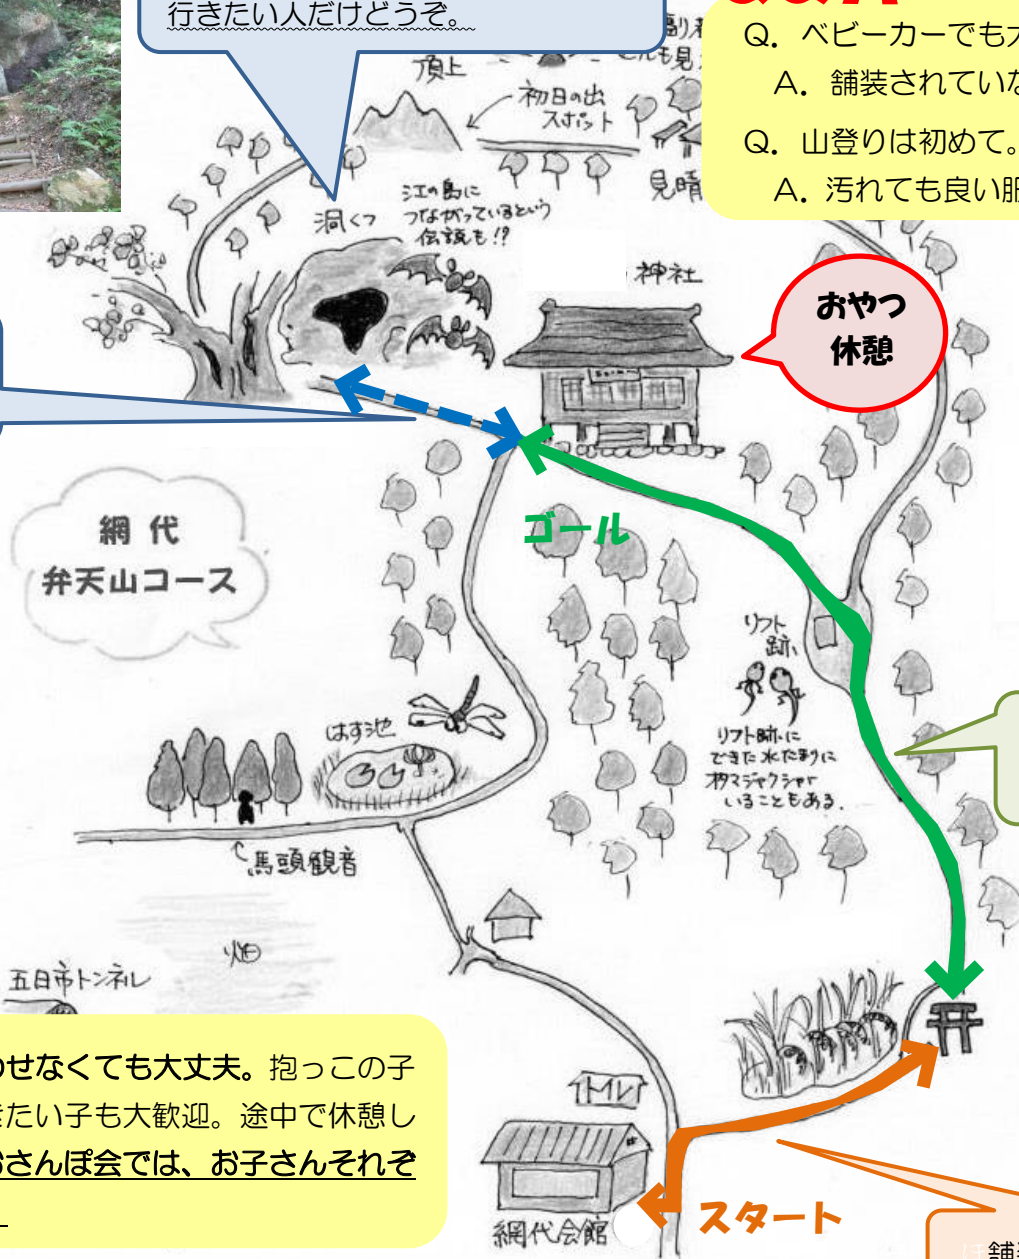 行きたい人だけどうぞ。
Q&A
Q．ベビーカーでも
A．舗装されていな
Q．山登りは初めて。
A．汚れても良い服
頂上
初日の出
スポット
見晴
洞くつ
江の島に
つながっているという
伝説も!?
神社
おやつ
休憩
網代
弁天山コース
ゴール
リフト
跡
リフト跡に
できた水たまりに
オタマジャクシが
いることもある.
はす池
馬頭観音
畑
五日市トンネル
のせなくても大丈夫。抱っこの子
きたい子も大歓迎。途中で休憩し
おさんぽ会では、お子さんそれぞ
網代会館
スタート
舗